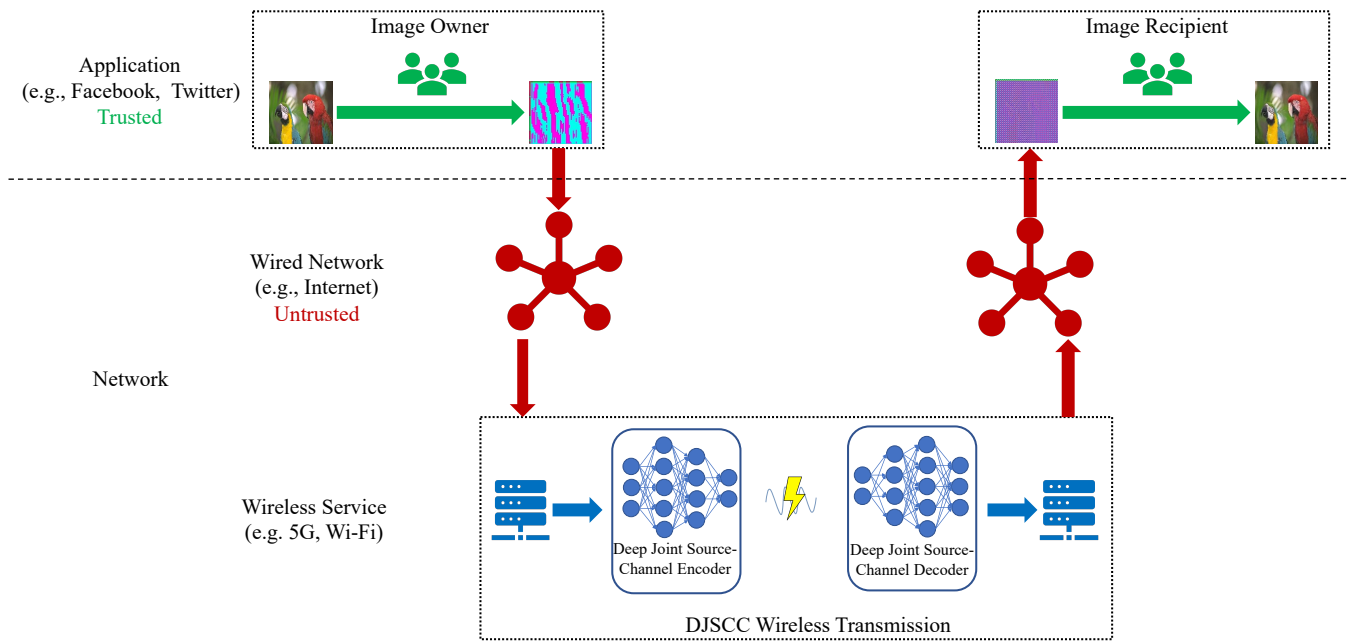 Image Owner
Image Recipient
Application
(e.g., Facebook, Twitter)
Trusted
Wired Network
(e.g., Internet)
Untrusted
Network
Wireless Service
(e.g. 5G, Wi-Fi)
Deep Joint Source-
Channel Encoder
Deep Joint Source-
Channel Decoder
DJSCC Wireless Transmission